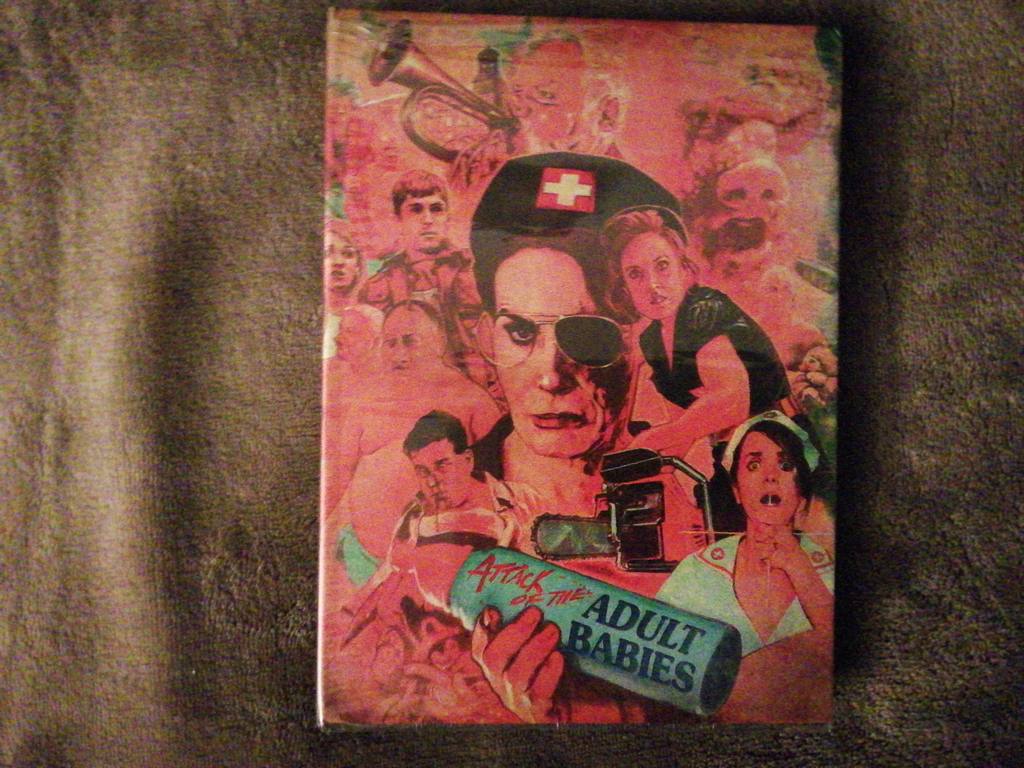 ATTACK
OF THE
ADULT
BABIES